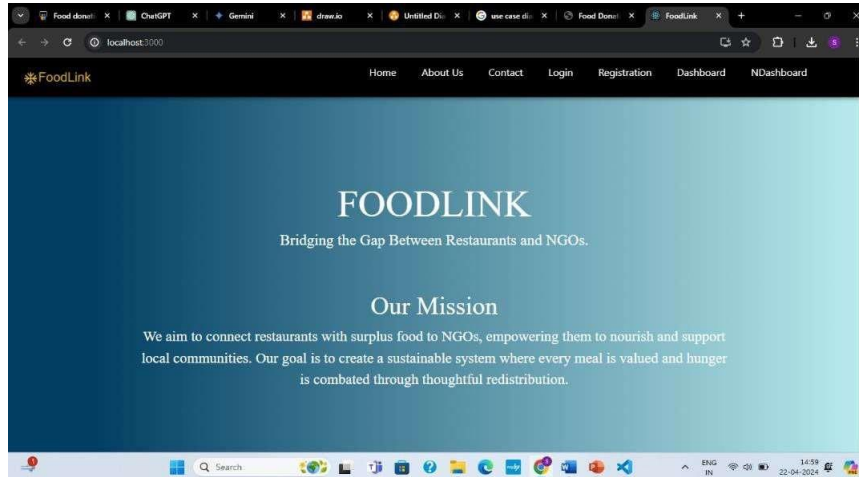 Food donati
ChatGPT
Gemini
draw.io
Untitled Dia
use case dia
Food Donat
FoodLink
localhost:3000
S
FoodLink
Home About Us Contact Login Registration Dashboard NDashboard
FOODLINK
Bridging the Gap Between Restaurants and NGOs.
Our Mission
We aim to connect restaurants with surplus food to NGOs, empowering them to nourish and support
local communities. Our goal is to create a sustainable system where every meal is valued and hunger
is combated through thoughtful redistribution.
Search
ENG
IN
14:59
22-04-2024